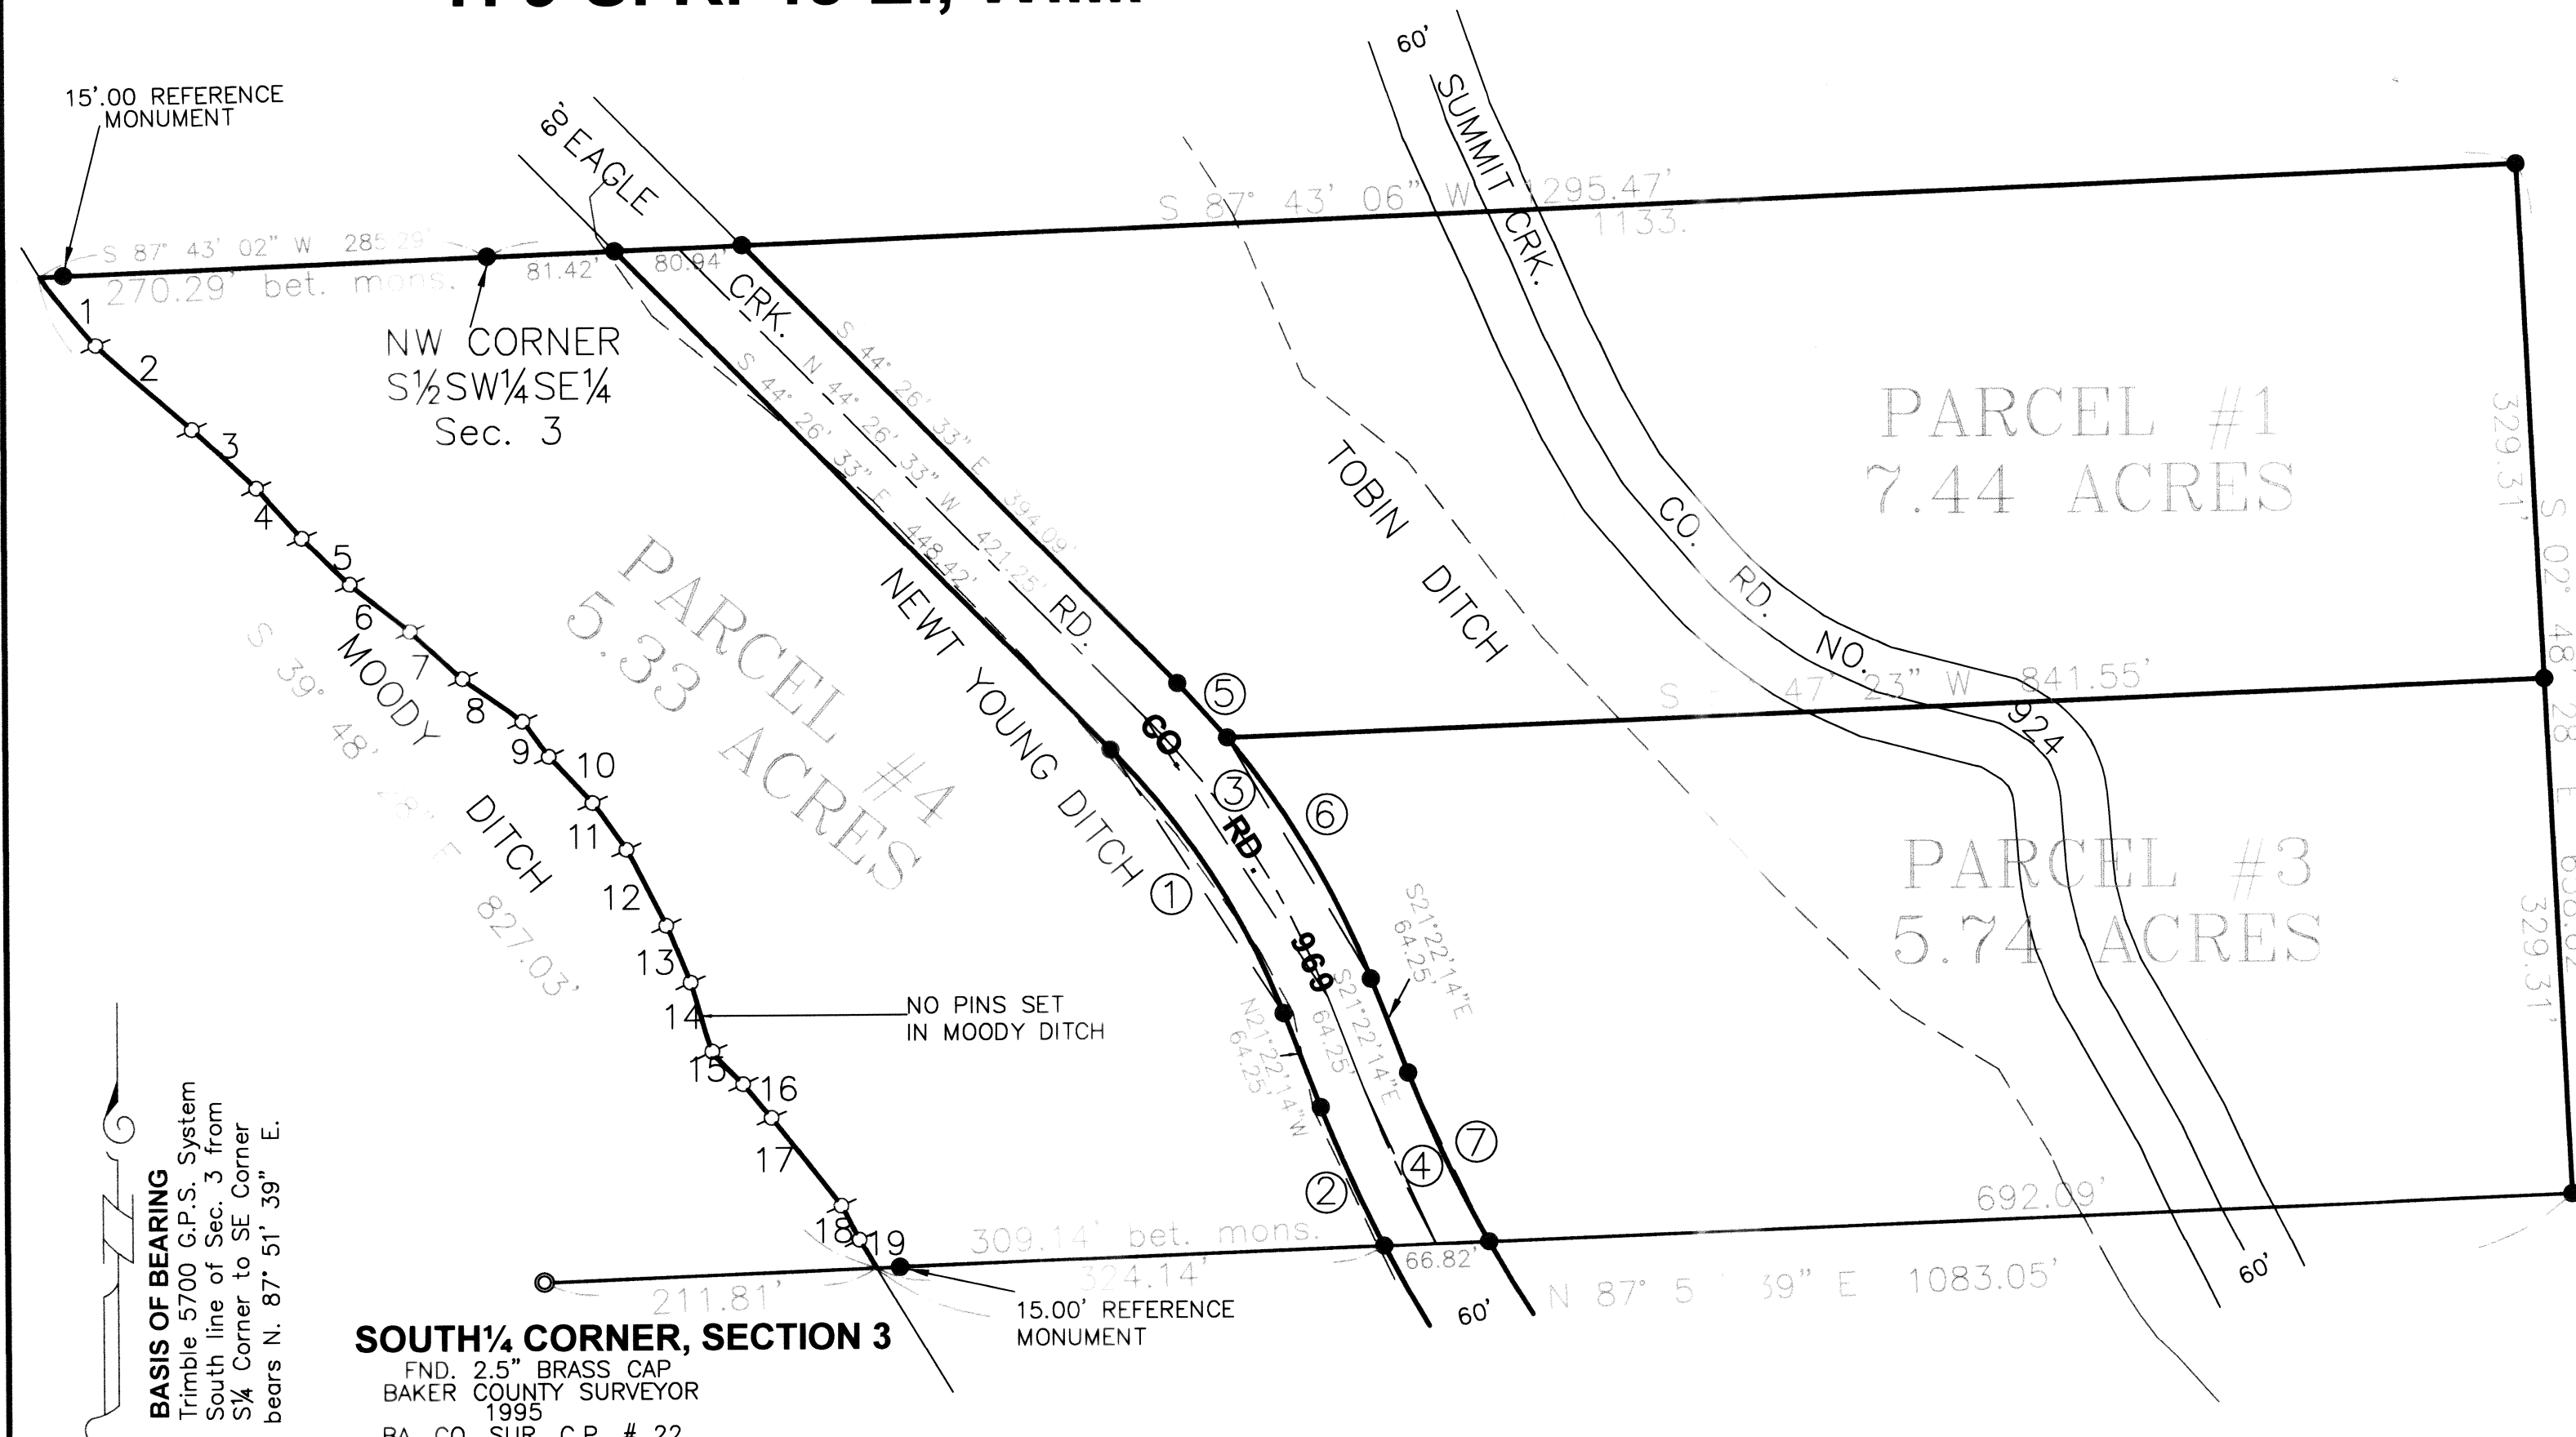 15'.00 REFERENCE
MONUMENT
60'
EAGLE
CRK.
RD.
CO.
RD.
969
60'
SUMMIT CRK.
CO. RD. NO. 924
S 87° 43' 06" W 1295.47'
1133.
S 87° 43' 02" W 285.29'
270.29' bet. mons.
81.42'
80.94'
NW CORNER
S½SW¼SE¼
Sec. 3
S 44° 26' 33" E 394.09'
N 44° 26' 33" W 421.25'
S 44° 26' 33" E 448.42'
TOBIN DITCH
NEWT YOUNG DITCH
PARCEL #1
7.44 ACRES
329.31'
S 02° 48' 28" E
329.31'
S 47' 23" W 841.55'
PARCEL #3
5.74 ACRES
PARCEL #4
5.33 ACRES
1
2
3
4
5
6
7
8
9
10
11
12
13
14
15
16
17
18
19
MOODY DITCH
S 39° 48' 28" E 827.03'
5
3
6
1
S21°22'14"E
64.25'
S21°22'14"E
64.25'
N21°22'14"W
64.25'
7
4
2
NO PINS SET
IN MOODY DITCH
692.09'
309.14' bet. mons.
324.14'
66.82'
211.81'
N 87° 5 39" E 1083.05'
60'
60'
15.00' REFERENCE
MONUMENT
SOUTH¼ CORNER, SECTION 3
FND. 2.5" BRASS CAP
BAKER COUNTY SURVEYOR
1995
BA. CO. SUR. C.P. # 22
BASIS OF BEARING
Trimble 5700 G.P.S. System
South line of Sec. 3 from
S¼ Corner to SE Corner
bears N. 87° 51' 39" E.